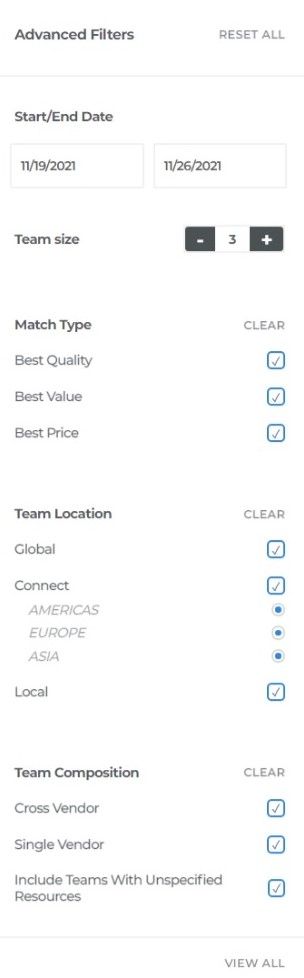 Advanced Filters RESET ALL
Start/End Date
11/19/2021 11/26/2021
Team size - 3 +
Match Type CLEAR
Best Quality
Best Value
Best Price
Team Location CLEAR
Global
Connect
AMERICAS
EUROPE
ASIA
Local
Team Composition CLEAR
Cross Vendor
Single Vendor
Include Teams With Unspecified
Resources
VIEW ALL